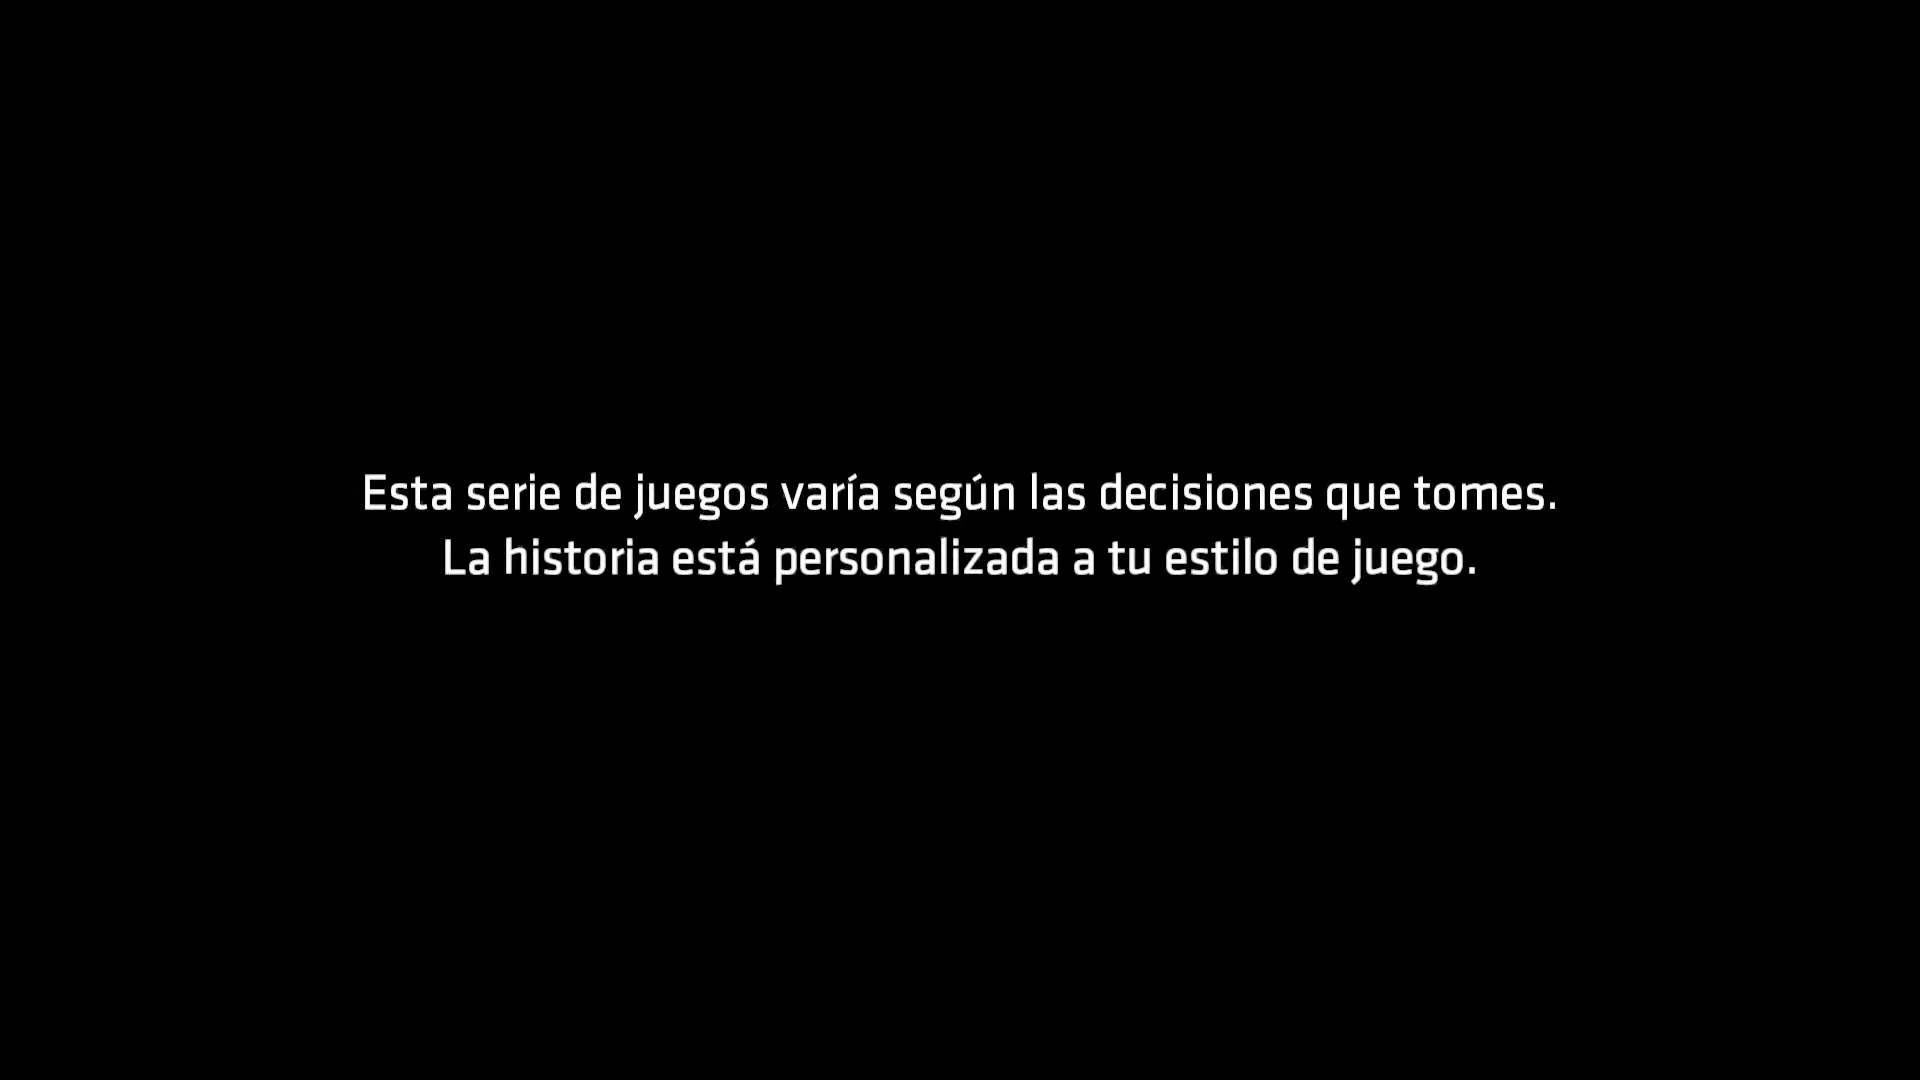 Esta serie de juegos varía según las decisiones que tomes.
La historia está personalizada a tu estilo de juego.